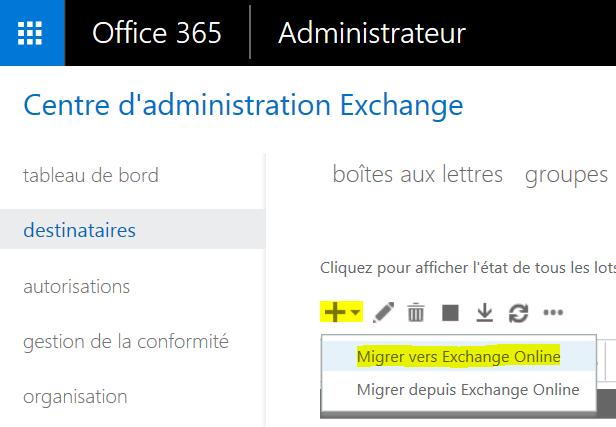 Office 365 Administrateur
Centre d'administration Exchange
tableau de bord
boîtes aux lettres groupes
destinataires
Cliquez pour afficher l'état de tous les lots
autorisations
Migrer vers Exchange Online
gestion de la conformité
Migrer depuis Exchange Online
organisation